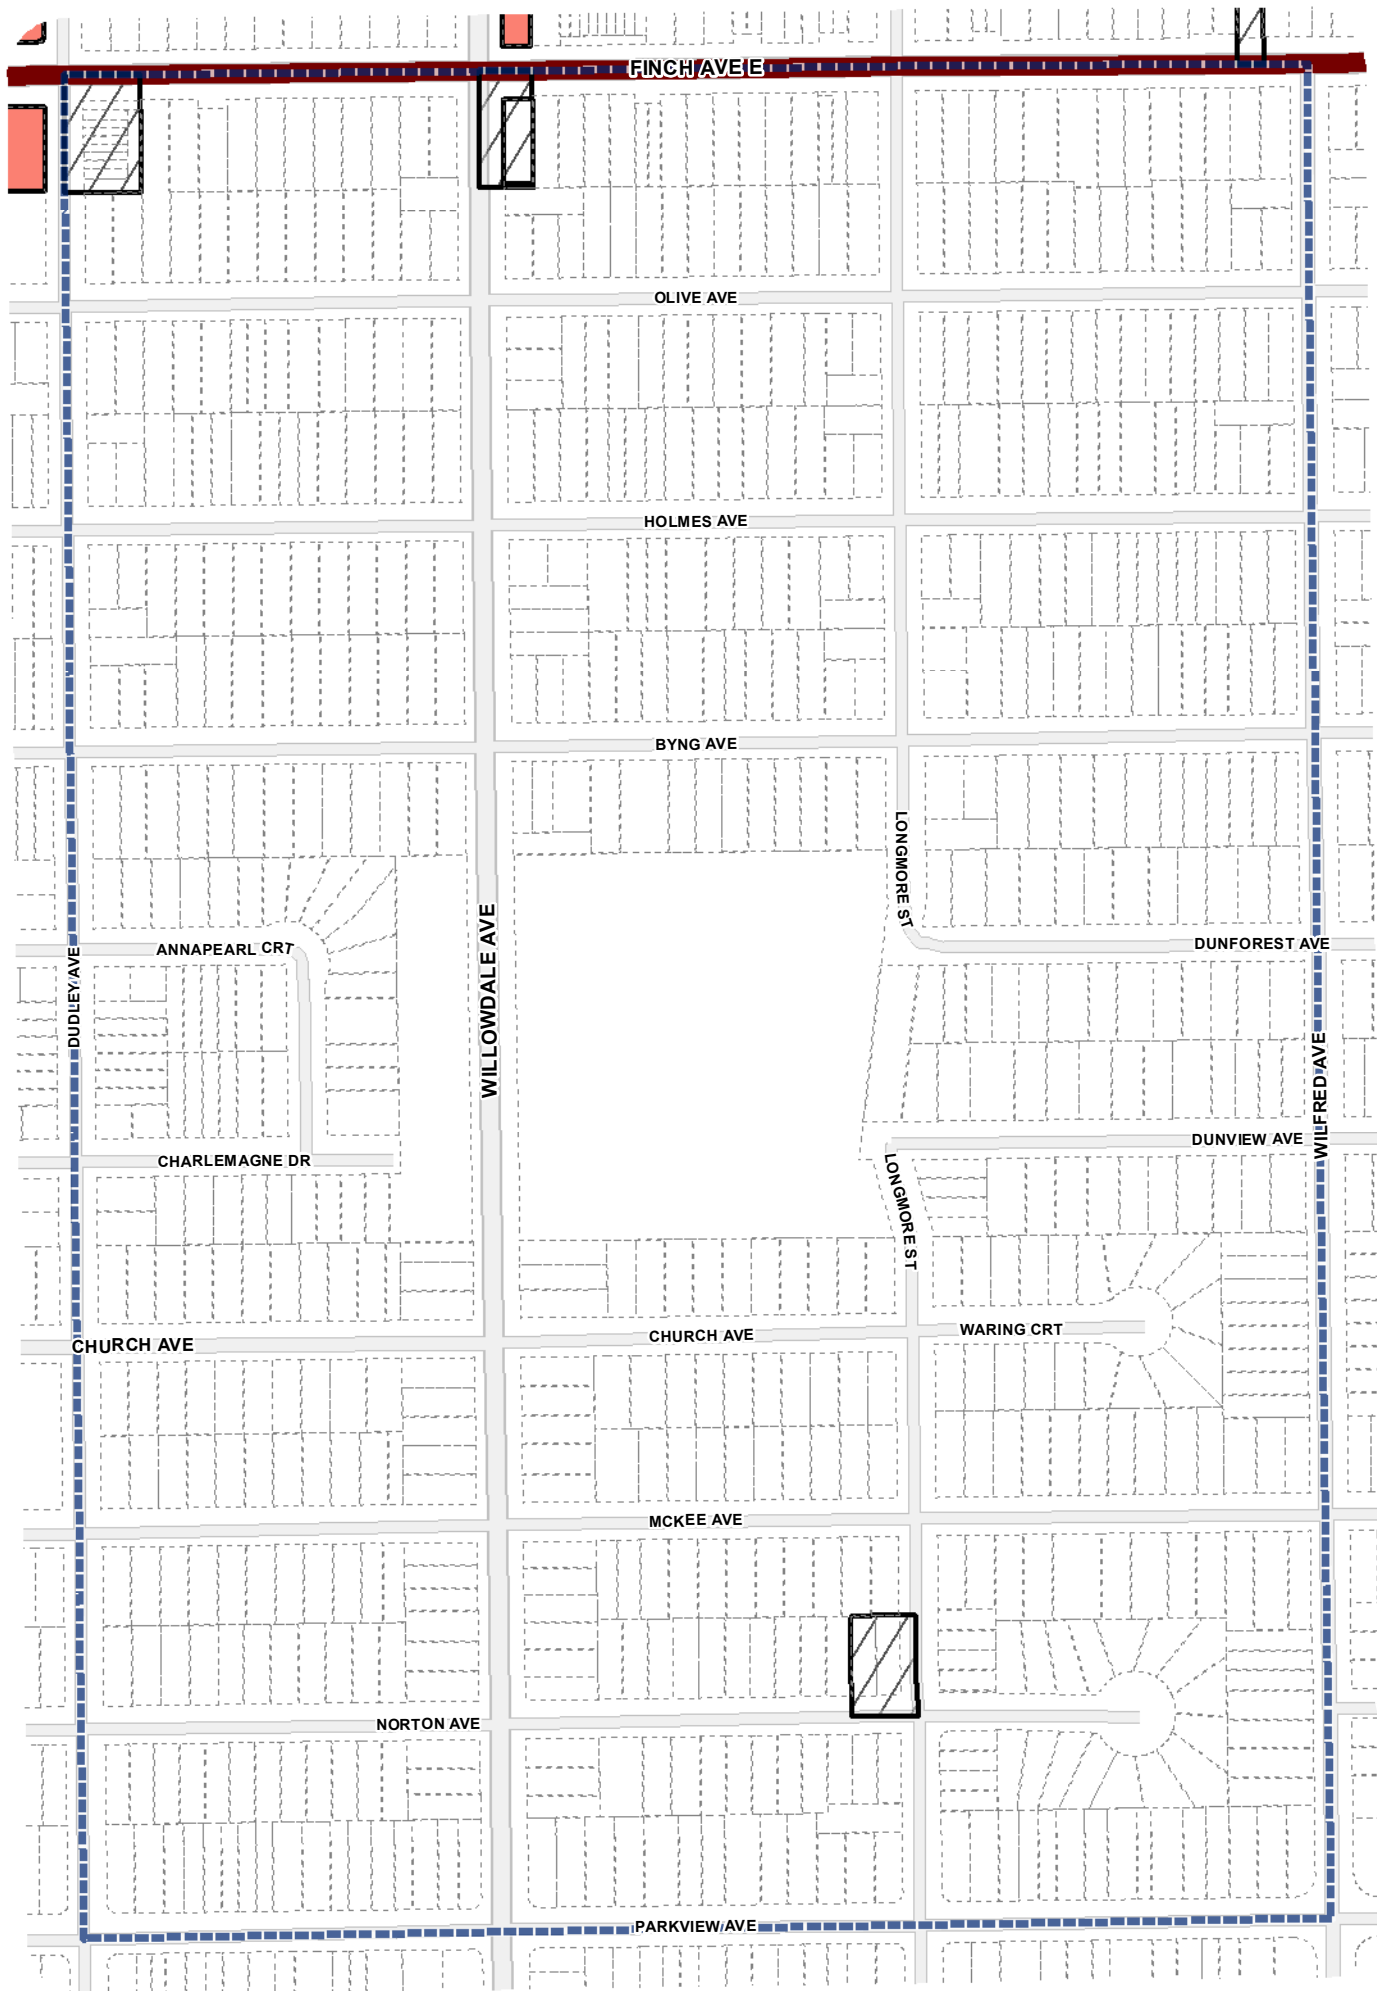 FINCH AVE E
OLIVE AVE
HOLMES AVE
BYNG AVE
LONGMORE ST
WILLOWDALE AVE
DUNFOREST AVE
ANNAPEARL CRT
DUDLEY AVE
WILFRED AVE
DUNVIEW AVE
CHARLEMAGNE DR
LONGMORE ST
WARING CRT
CHURCH AVE
CHURCH AVE
MCKEE AVE
NORTON AVE
PARKVIEW AVE